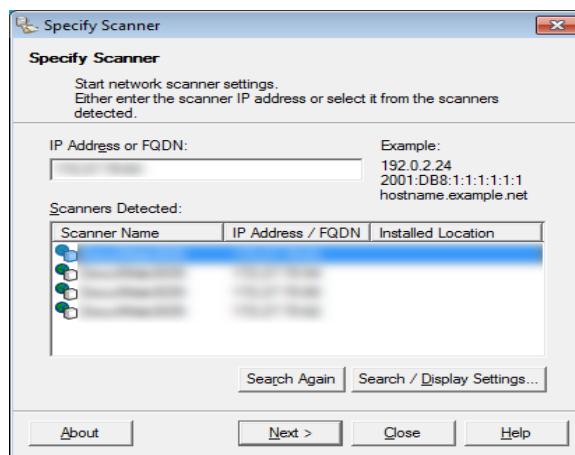 Specify Scanner
Specify Scanner
Start network scanner settings.
Either enter the scanner IP address or select it from the scanners
detected.
IP Address or FQDN:
Example:
192.0.2.24
2001:DB8:1:1:1:1:1:1
hostname.example.net
Scanners Detected:
Scanner Name IP Address / FQDN Installed Location
Search Again Search / Display Settings...
About Next > Close Help